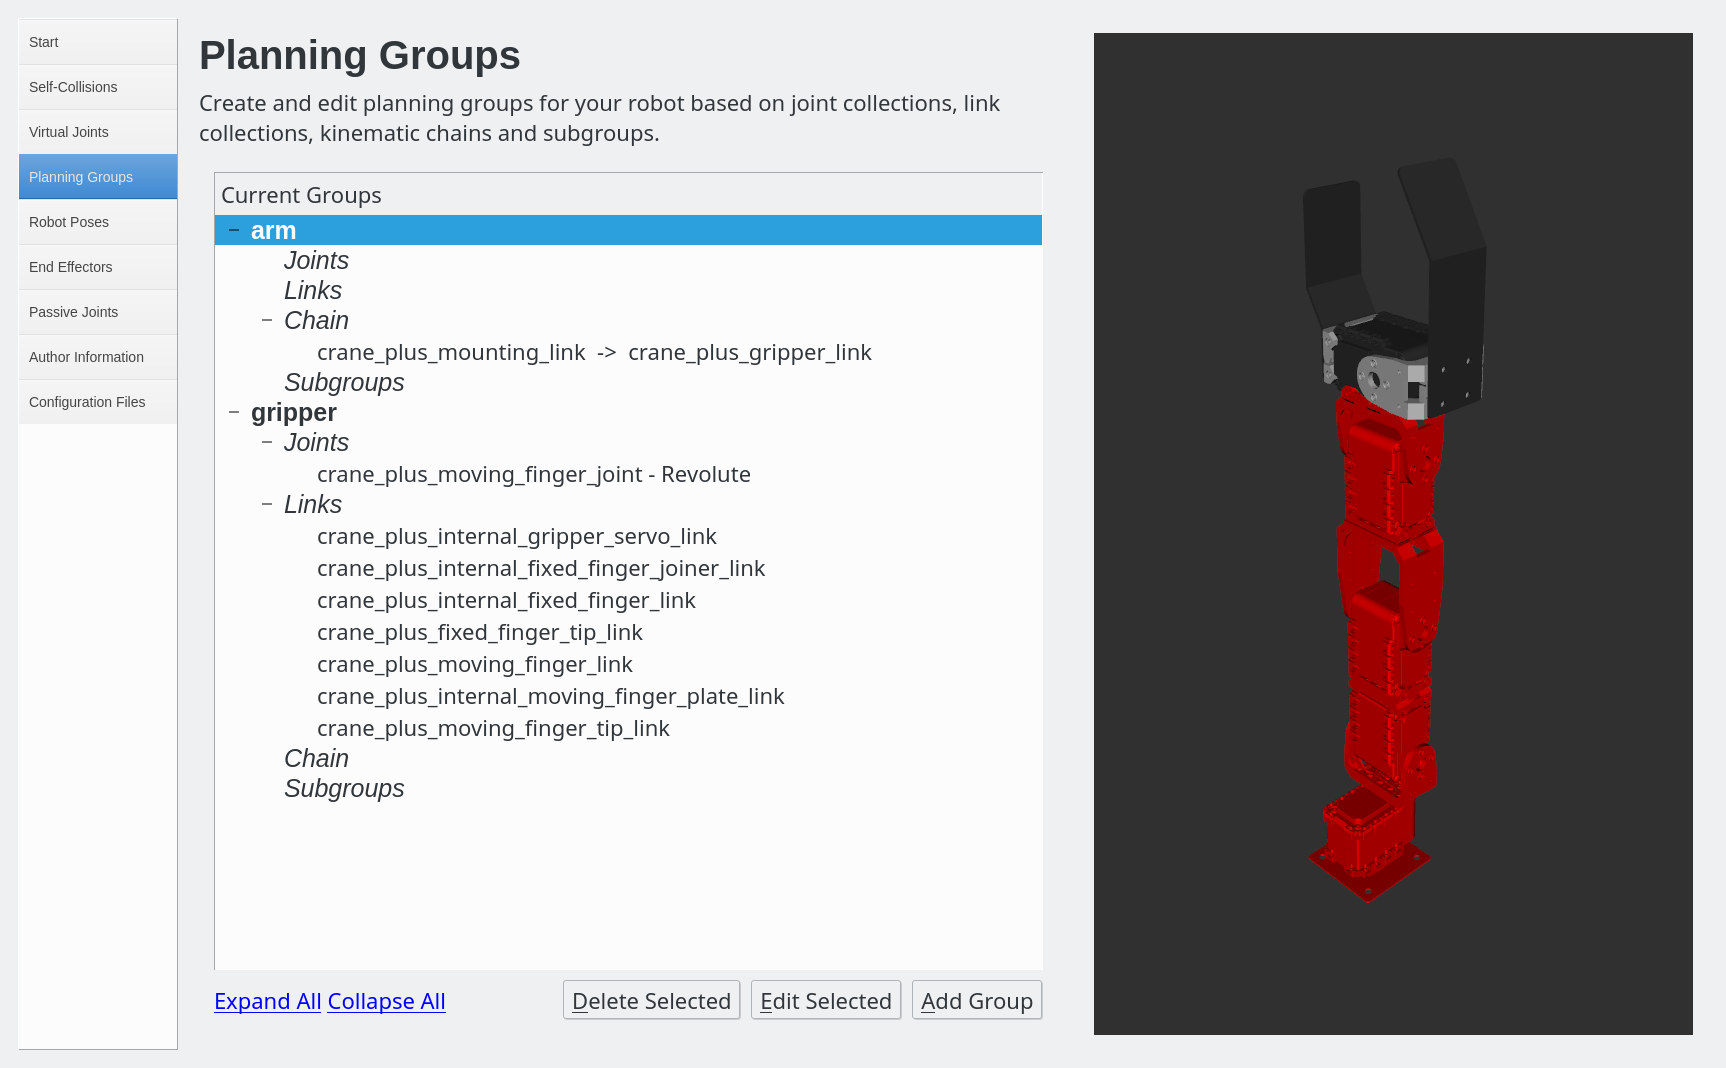 Start
Self-Collisions
Virtual Joints
Planning Groups
Robot Poses
End Effectors
Passive Joints
Author Information
Configuration Files
Planning Groups
Create and edit planning groups for your robot based on joint collections, link
collections, kinematic chains and subgroups.
Current Groups
arm
Joints
Links
Chain
crane_plus_mounting_link -> crane_plus_gripper_link
Subgroups
gripper
Joints
crane_plus_moving_finger_joint - Revolute
Links
crane_plus_internal_gripper_servo_link
crane_plus_internal_fixed_finger_joiner_link
crane_plus_internal_fixed_finger_link
crane_plus_fixed_finger_tip_link
crane_plus_moving_finger_link
crane_plus_internal_moving_finger_plate_link
crane_plus_moving_finger_tip_link
Chain
Subgroups
Expand All Collapse All
Delete Selected
Edit Selected
Add Group